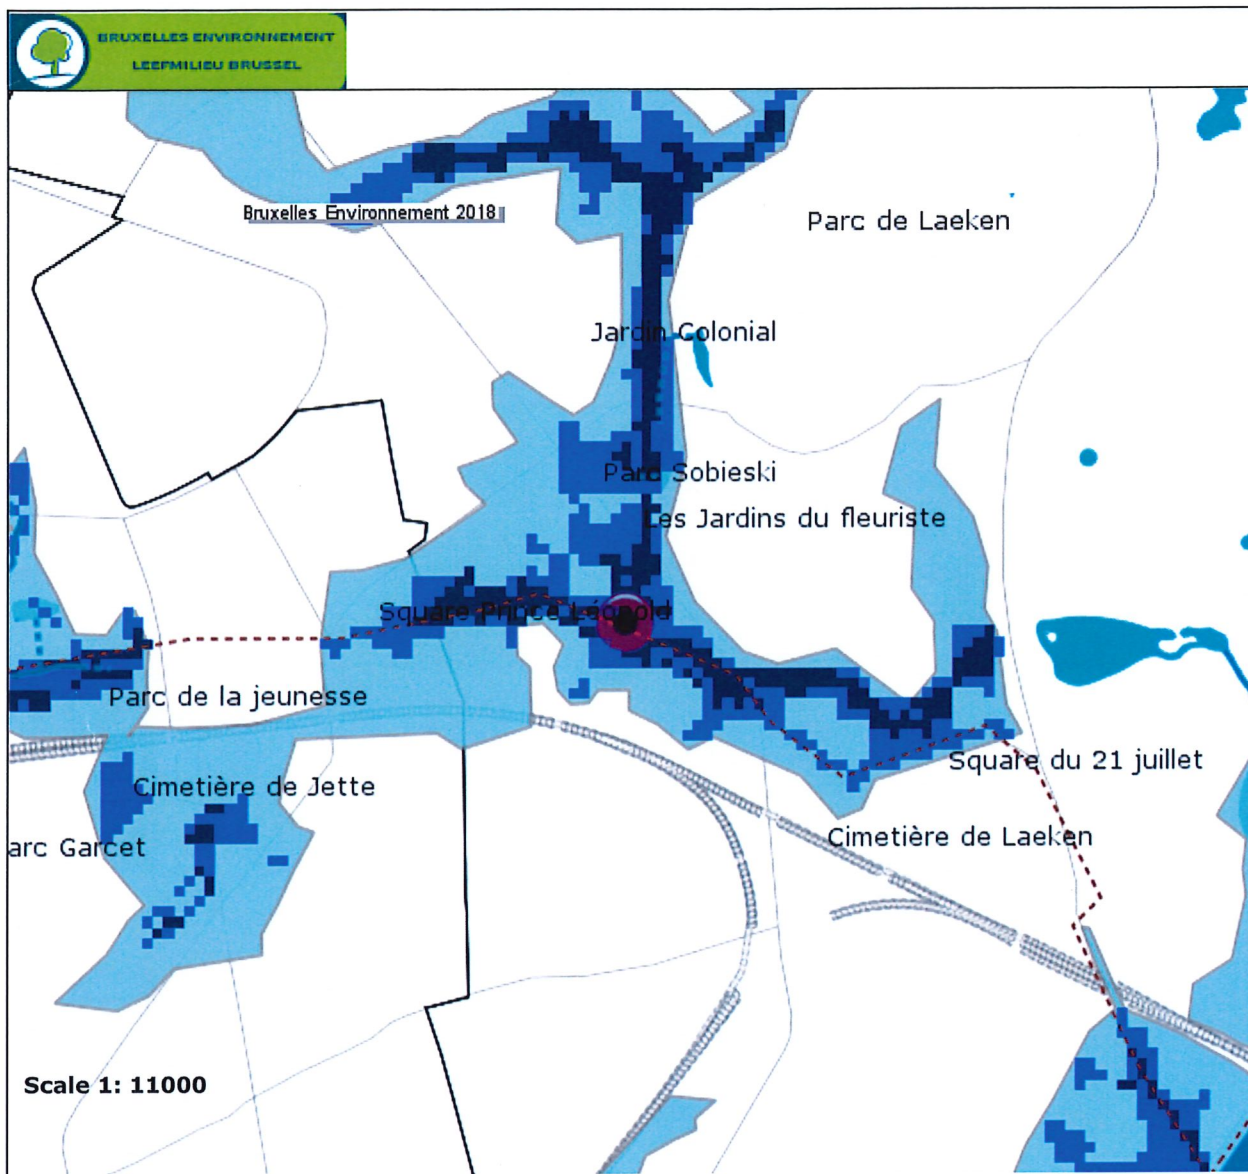 BRUXELLES ENVIRONNEMENT
LEEFMILIEU BRUSSEL
Bruxelles Environnement 2018
Parc de Laeken
Jardin Colonial
Parc Sobieski
Les Jardins du fleuriste
Square Prince Léopold
Parc de la jeunesse
Square du 21 juillet
Cimetière de Jette
Cimetière de Laeken
arc Garcet
Scale 1: 11000